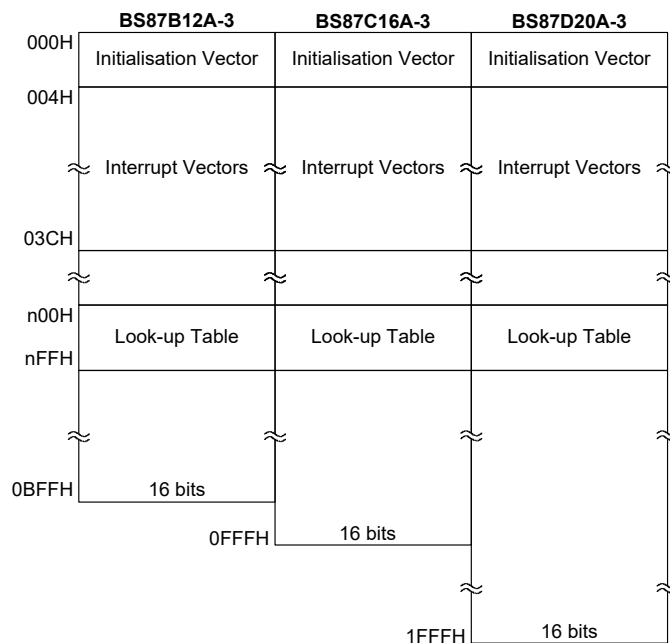 BS87B12A-3 BS87C16A-3 BS87D20A-3
000H
Initialisation Vector Initialisation Vector Initialisation Vector
004H
Interrupt Vectors Interrupt Vectors Interrupt Vectors
03CH
n00H
Look-up Table Look-up Table Look-up Table
nFFH
0BFFH 16 bits
0FFFH 16 bits
1FFFH 16 bits